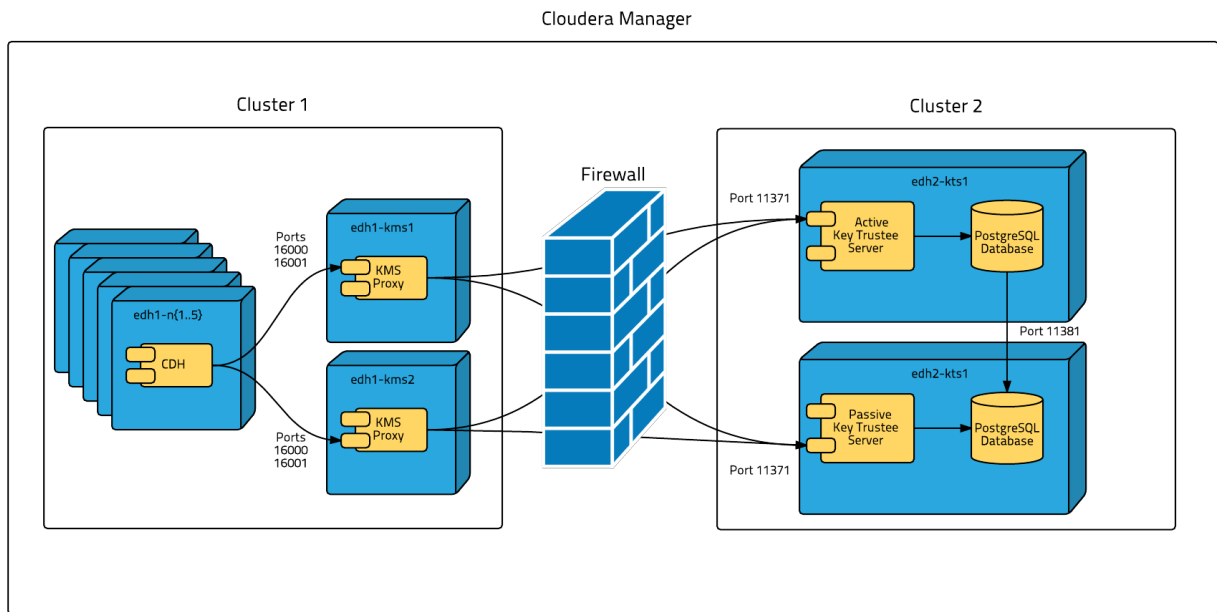 Cloudera Manager
Cluster 1
Cluster 2
Firewall
edh1-n{1..5}
CDH
Ports
16000
16001
Ports
16000
16001
edh1-kms1
KMS
Proxy
edh1-kms2
KMS
Proxy
Port 11371
Port 11371
edh2-kts1
Active
Key Trustee
Server
PostgreSQL
Database
Port 11381
edh2-kts1
Passive
Key Trustee
Server
PostgreSQL
Database